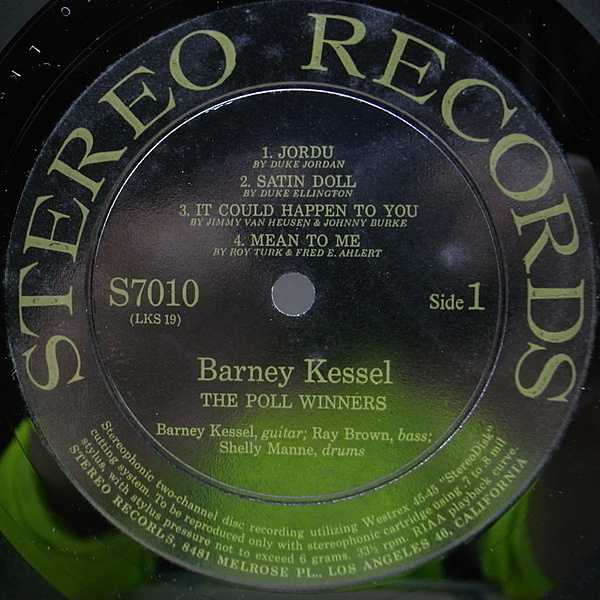 STEREO RECORDS
1. JORDU
BY DUKE JORDAN
2. SATIN DOLL
BY DUKE ELLINGTON
3. IT COULD HAPPEN TO YOU
BY JIMMY VAN HEUSEN & JOHNNY BURKE
4. MEAN TO ME
BY ROY TURK & FRED E. AHLERT
S7010
(LKS 19)
Side 1
Barney Kessel
THE POLL WINNERS
Barney Kessel, guitar; Ray Brown, bass;
Shelly Manne, drums
Stereophonic two-channel disc recording utilizing Westrex 45-45 "StereoDisk"
cutting system. To be reproduced only with stereophonic cartridge using .7 to .8 mil
stylus, with stylus pressure not to exceed 6 grams. 33⅓ rpm. RIAA playback curve.
STEREO RECORDS, 8481 MELROSE PL., LOS ANGELES 46, CALIFORNIA